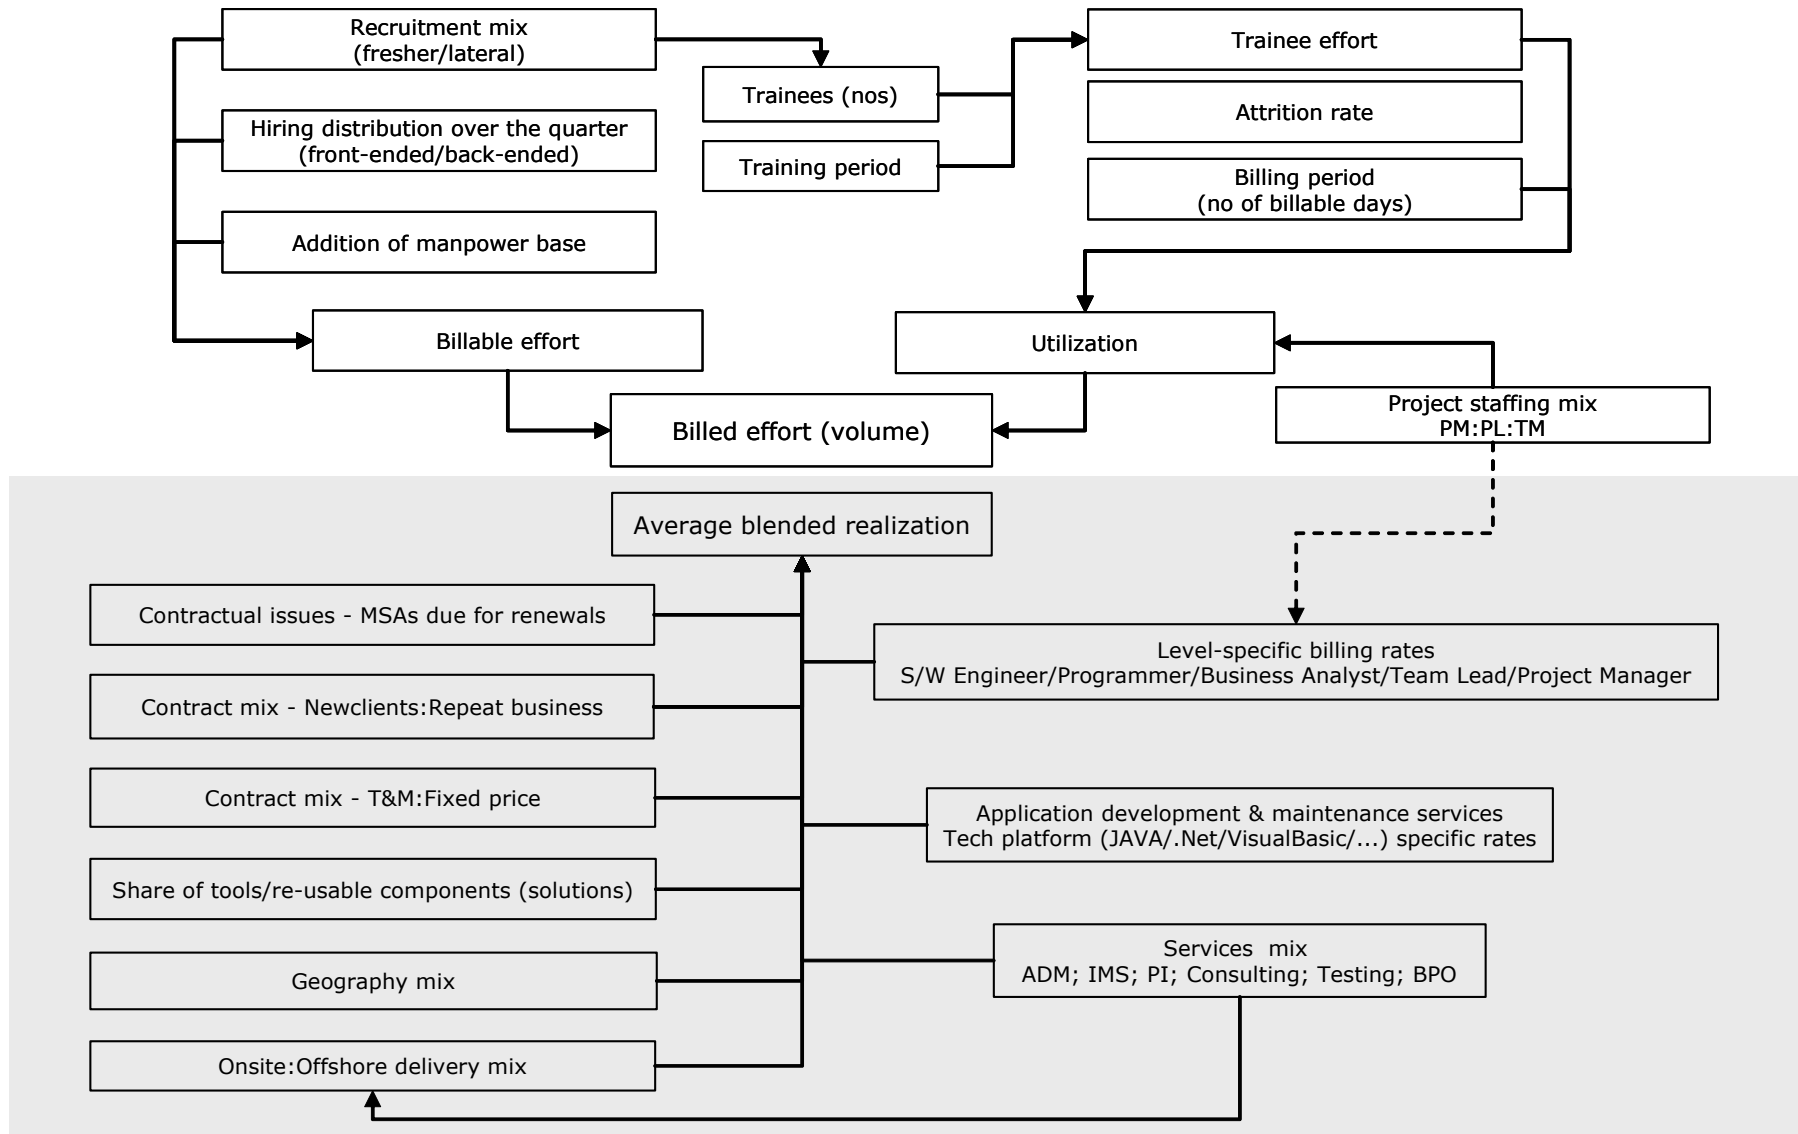 Recruitment mix
(fresher/lateral)
Trainee effort
Trainees (nos)
Attrition rate
Hiring distribution over the quarter
(front-ended/back-ended)
Training period
Billing period
(no of billable days)
Addition of manpower base
Billable effort
Utilization
Project staffing mix
PM:PL:TM
Billed effort (volume)
Average blended realization
Contractual issues - MSAs due for renewals
Level-specific billing rates
S/W Engineer/Programmer/Business Analyst/Team Lead/Project Manager
Contract mix - Newclients:Repeat business
Contract mix - T&M:Fixed price
Application development & maintenance services
Tech platform (JAVA/.Net/VisualBasic/...) specific rates
Share of tools/re-usable components (solutions)
Services  mix
ADM; IMS; PI; Consulting; Testing; BPO
Geography mix
Onsite:Offshore delivery mix